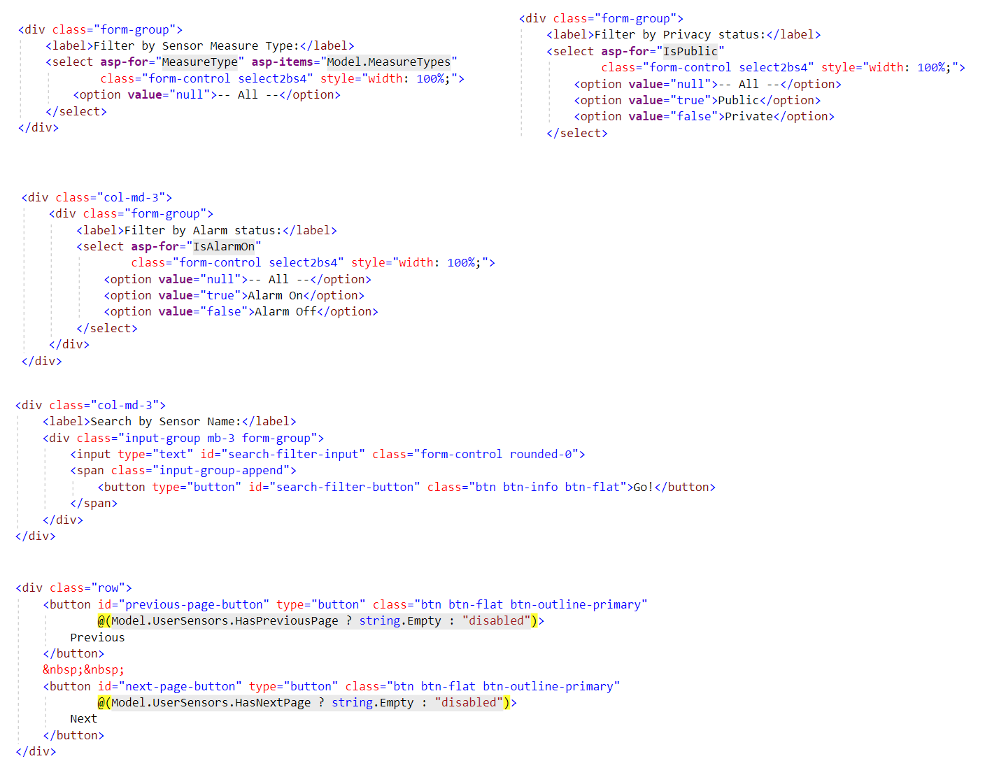 <div class="form-group">
    <label>Filter by Sensor Measure Type:</label>
    <select asp-for="MeasureType" asp-items="Model.MeasureTypes"
            class="form-control select2bs4" style="width: 100%;">
        <option value="null">-- All --</option>
    </select>
</div>
<div class="form-group">
    <label>Filter by Privacy status:</label>
    <select asp-for="IsPublic"
            class="form-control select2bs4" style="width: 100%;">
        <option value="null">-- All --</option>
        <option value="true">Public</option>
        <option value="false">Private</option>
    </select>
<div class="col-md-3">
    <div class="form-group">
        <label>Filter by Alarm status:</label>
        <select asp-for="IsAlarmOn"
                class="form-control select2bs4" style="width: 100%;">
            <option value="null">-- All --</option>
            <option value="true">Alarm On</option>
            <option value="false">Alarm Off</option>
        </select>
    </div>
</div>
<div class="col-md-3">
    <label>Search by Sensor Name:</label>
    <div class="input-group mb-3 form-group">
        <input type="text" id="search-filter-input" class="form-control rounded-0">
        <span class="input-group-append">
            <button type="button" id="search-filter-button" class="btn btn-info btn-flat">Go!</button>
        </span>
    </div>
</div>
<div class="row">
    <button id="previous-page-button" type="button" class="btn btn-flat btn-outline-primary"
            @(Model.UserSensors.HasPreviousPage ? string.Empty : "disabled")>
        Previous
    </button>
    &nbsp;&nbsp;
    <button id="next-page-button" type="button" class="btn btn-flat btn-outline-primary"
            @(Model.UserSensors.HasNextPage ? string.Empty : "disabled")>
        Next
    </button>
</div>